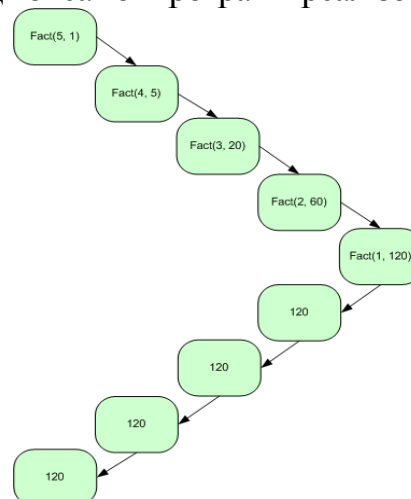 Fact(5, 1)
Fact(4, 5)
Fact(3, 20)
Fact(2, 60)
Fact(1, 120)
120
120
120
120